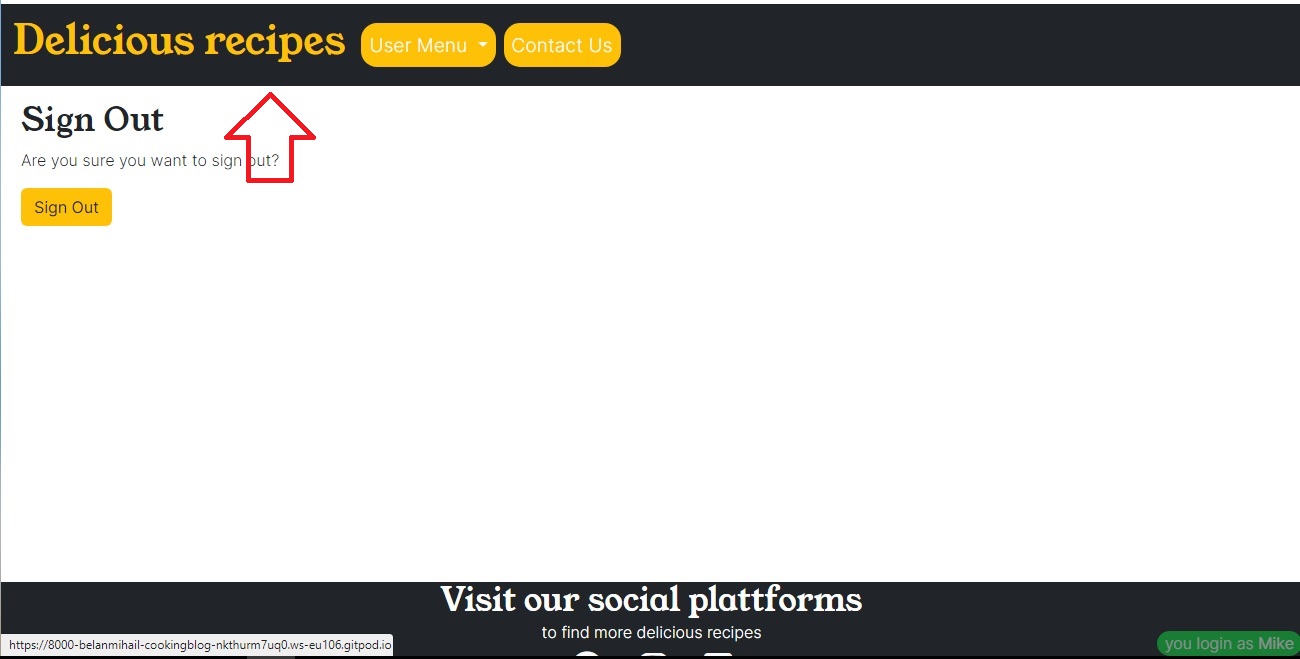 Delicious recipes User Menu Contact Us
Sign Out
Are you sure you want to sign out?
Sign Out
Visit our social plattforms
to find more delicious recipes
https://8000-belanmihail-cookingblog-nkthurm7uq0.ws-eu106.gitpod.io
you login as Mike